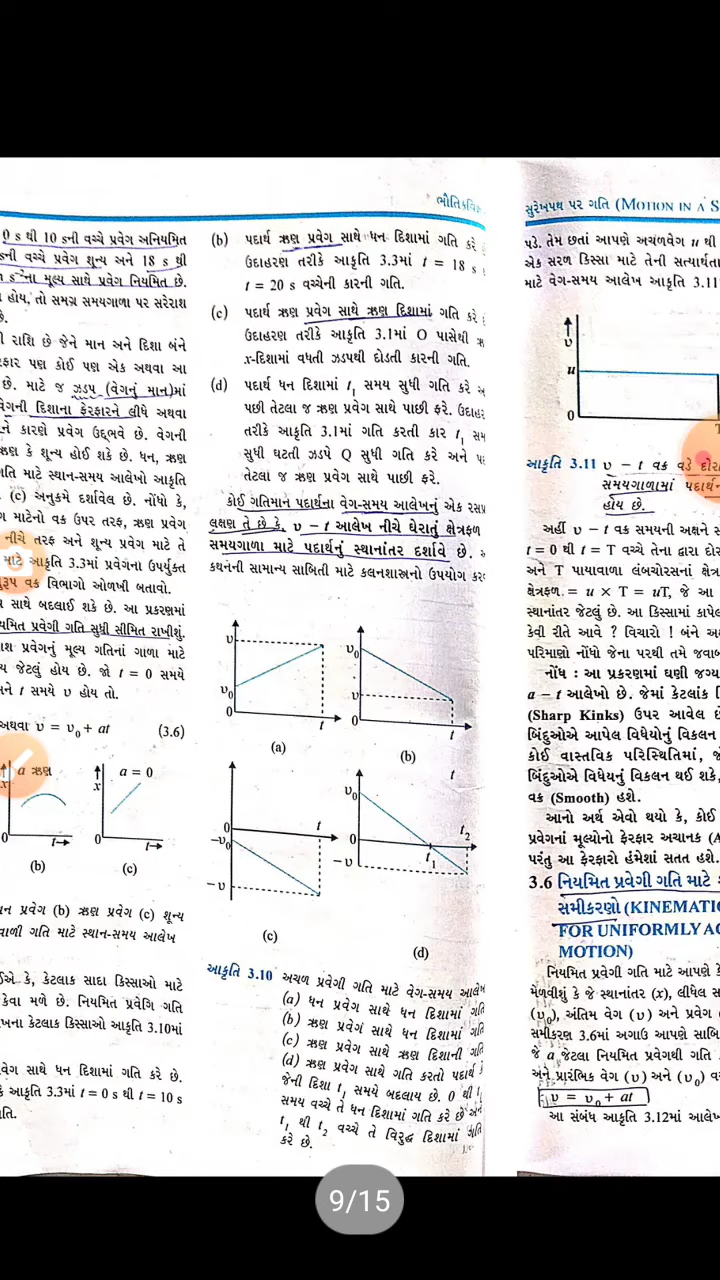 ભૌતિકવિ
0 s થી 10 sની વચ્ચે પ્રવેગ અનિયમિત
સની વચ્ચે પ્રવેગ શૂન્ય અને 18 s થી
s⁻²ના મૂલ્ય સાથે પ્રવેગ નિયમિત છે.
હોય, તો સમગ્ર સમયગાળા પર સરેરાશ
છે.
ી રાશિ છે જેને માન અને દિશા બંને
રફાર પણ કોઈ પણ એક અથવા આ
છે. માટે જ ઝડપ (વેગનું માન)માં
વેગની દિશાના ફેરફારને લીધે અથવા
ને કારણે પ્રવેગ ઉદ્ભવે છે. વેગની
ઋણ કે શૂન્ય હોઈ શકે છે. ધન, ઋણ
ગતિ માટે સ્થાન-સમય આલેખો આકૃતિ
(c) અનુક્રમે દર્શાવેલ છે. નોંધો કે,
માટેનો વક્ર ઉપર તરફ, ઋણ પ્રવેગ
નીચે તરફ અને શૂન્ય પ્રવેગ માટે તે
માટે આકૃતિ 3.3માં પ્રવેગના ઉપર્યુક્ત
રૂપ વક્ર વિભાગો ઓળખી બતાવો.
સાથે બદલાઈ શકે છે. આ પ્રકરણમાં
યમિત પ્રવેગી ગતિ સુધી સીમિત રાખીશું.
રાશ પ્રવેગનું મૂલ્ય ગતિનાં ગાળા માટે
ય જેટલું હોય છે. જો t = 0 સમયે
ને t સમયે υ હોય તો.
અથવા υ = υ₀ + at (3.6)
a ઋણ
x
0
t
(b)
a = 0
x
0
t
(c)
ન પ્રવેગ (b) ઋણ પ્રવેગ (c) શૂન્ય
વાળી ગતિ માટે સ્થાન-સમય આલેખ
ઈએ કે, કેટલાક સાદા કિસ્સાઓ માટે
કેવા મળે છે. નિયમિત પ્રવેગિ ગતિ
ખના કેટલાક કિસ્સાઓ આકૃતિ 3.10માં
વેગ સાથે ધન દિશામાં ગતિ કરે છે.
આકૃતિ 3.3માં t = 0 s થી t = 10 s
ગતિ.
(b) પદાર્થ ઋણ પ્રવેગ સાથે ધન દિશામાં ગતિ કરે
ઉદાહરણ તરીકે આકૃતિ 3.3માં t = 18 s
t = 20 s વચ્ચેની કારની ગતિ.
(c) પદાર્થ ઋણ પ્રવેગ સાથે ઋણ દિશામાં ગતિ કરે
ઉદાહરણ તરીકે આકૃતિ 3.1માં O પાસેથી ઋ
x-દિશામાં વધતી ઝડપથી દોડતી કારની ગતિ.
(d) પદાર્થ ધન દિશામાં t₁ સમય સુધી ગતિ કરે અ
પછી તેટલા જ ઋણ પ્રવેગ સાથે પાછી ફરે. ઉદાહર
તરીકે આકૃતિ 3.1માં ગતિ કરતી કાર t₁ સમ
સુધી ઘટતી ઝડપે Q સુધી ગતિ કરે અને પ
તેટલા જ ઋણ પ્રવેગ સાથે પાછી ફરે.
કોઈ ગતિમાન પદાર્થના વેગ-સમય આલેખનું એક રસપ્ર
લક્ષણ તે છે કે, υ – t આલેખ નીચે ઘેરાતું ક્ષેત્રફળ
સમયગાળા માટે પદાર્થનું સ્થાનાંતર દર્શાવે છે.
કથનની સામાન્ય સાબિતી માટે કલનશાસ્ત્રનો ઉપયોગ કર
υ
υ₀
0
t
(a)
υ₀
υ
0
t
(b)
t
0
–υ₀
–υ
t
(c)
υ₀
0
–υ
t₁
t₂
(d)
આકૃતિ 3.10 અચળ પ્રવેગી ગતિ માટે વેગ-સમય આલેખ
(a) ધન પ્રવેગ સાથે ધન દિશામાં ગતિ
(b) ઋણ પ્રવેગ સાથે ધન દિશામાં ગતિ
(c) ઋણ પ્રવેગ સાથે ઋણ દિશાની ગતિ
(d) ઋણ પ્રવેગ સાથે ગતિ કરતો પદાર્થ કે
જેની દિશા t₁ સમયે બદલાય છે. 0 થી t₁
સમય વચ્ચે તે ધન દિશામાં ગતિ કરે છે અને
t₁ થી t₂ વચ્ચે તે વિરુદ્ધ દિશામાં ગતિ
કરે છે.
સુરેખપથ પર ગતિ (MOTION IN A S
પડે. તેમ છતાં આપણે અચળવેગ u થી
એક સરળ કિસ્સા માટે તેની સત્યાર્થતા
માટે વેગ-સમય આલેખ આકૃતિ 3.11
υ
u
0
T
આકૃતિ 3.11 υ – t વક્ર વડે દોરા
સમયગાળામાં પદાર્થન
હોય છે.
અહીં υ – t વક્ર સમયની અક્ષને સ
t = 0 થી t = T વચ્ચે તેના દ્વારા દોર
અને T પાયાવાળા લંબચોરસનાં ક્ષેત્ર
ક્ષેત્રફળ = u × T = uT, જે આ
સ્થાનાંતર જેટલું છે. આ કિસ્સામાં કાપેલ
કેવી રીતે આવે ? વિચારો ! બંને અ
પરિમાણો નોંધો જેના પરથી તમે જવાબ
નોંધ : આ પ્રકરણમાં ઘણી જગ્ય
a – t આલેખો છે. જેમાં કેટલાંક
(Sharp Kinks) ઉપર આવેલ છે
બિંદુઓએ આપેલ વિધેયોનું વિકલન
કોઈ વાસ્તવિક પરિસ્થિતિમાં, જે
બિંદુઓએ વિધેયનું વિકલન થઈ શકે,
વક્ર (Smooth) હશે.
આનો અર્થ એવો થયો કે, કોઈ
પ્રવેગનાં મૂલ્યોનો ફેરફાર અચાનક (A
પરંતુ આ ફેરફારો હંમેશાં સતત હશે.
3.6 નિયમિત પ્રવેગી ગતિ માટે
સમીકરણો (KINEMATIC
FOR UNIFORMLY AC
MOTION)
નિયમિત પ્રવેગી ગતિ માટે આપણે કે
મેળવીશું કે જે સ્થાનાંતર (x), લીધેલ સ
(υ₀), અંતિમ વેગ (υ) અને પ્રવેગ (
સમીકરણ 3.6માં અગાઉ આપણે સાબિ
જે a જેટલા નિયમિત પ્રવેગથી ગતિ
અને પ્રારંભિક વેગ (υ) અને (υ₀) વચ્
υ = υ₀ + at
આ સંબંધ આકૃતિ 3.12માં આલેખ
9/15